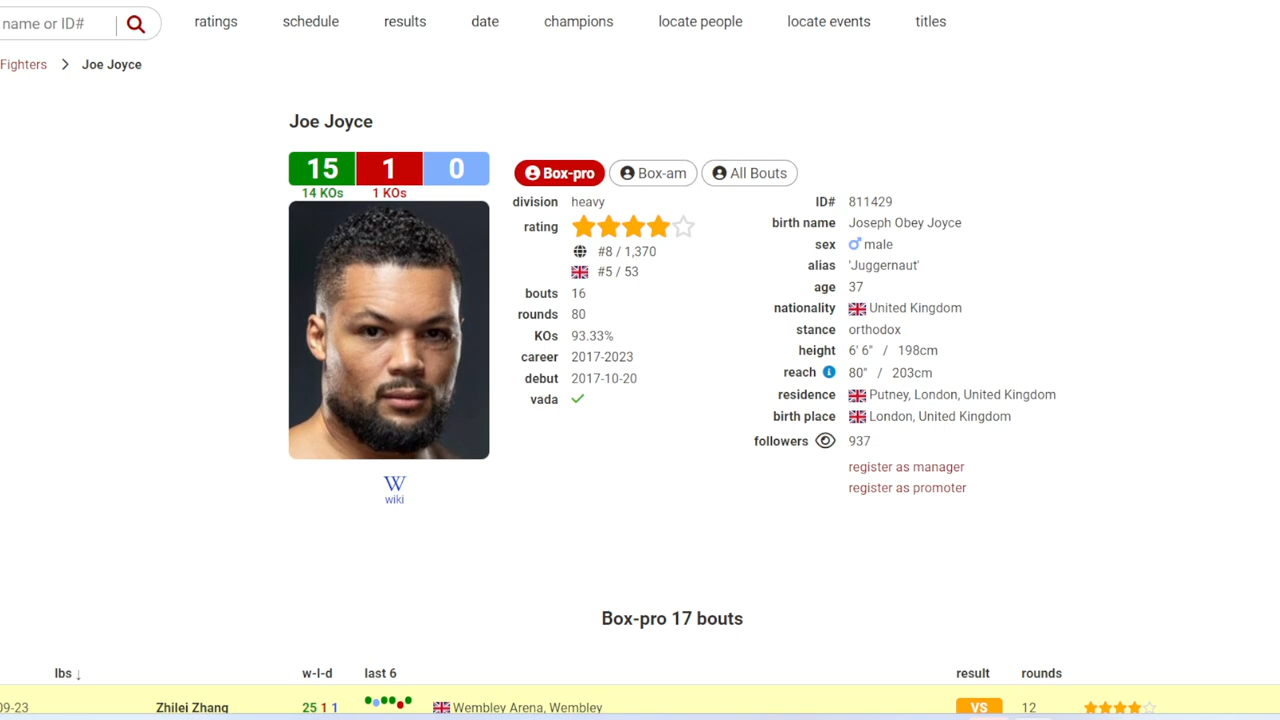 name or ID# ratings schedule results date champions locate people locate events titles
Fighters > Joe Joyce
Joe Joyce
15 1 0
14 KOs 1 KOs
Box-pro Box-am All Bouts
division heavy
rating
#8 / 1,370
#5 / 53
bouts 16
rounds 80
KOs 93.33%
career 2017-2023
debut 2017-10-20
vada
ID# 811429
birth name Joseph Obey Joyce
sex male
alias 'Juggernaut'
age 37
nationality United Kingdom
stance orthodox
height 6' 6" / 198cm
reach 80" / 203cm
residence Putney, London, United Kingdom
birth place London, United Kingdom
followers 937
register as manager
register as promoter
W
wiki
Box-pro 17 bouts
lbs ↓ w-l-d last 6 result rounds
09-23 Zhilei Zhang 25 1 1 Wembley Arena, Wembley VS 12